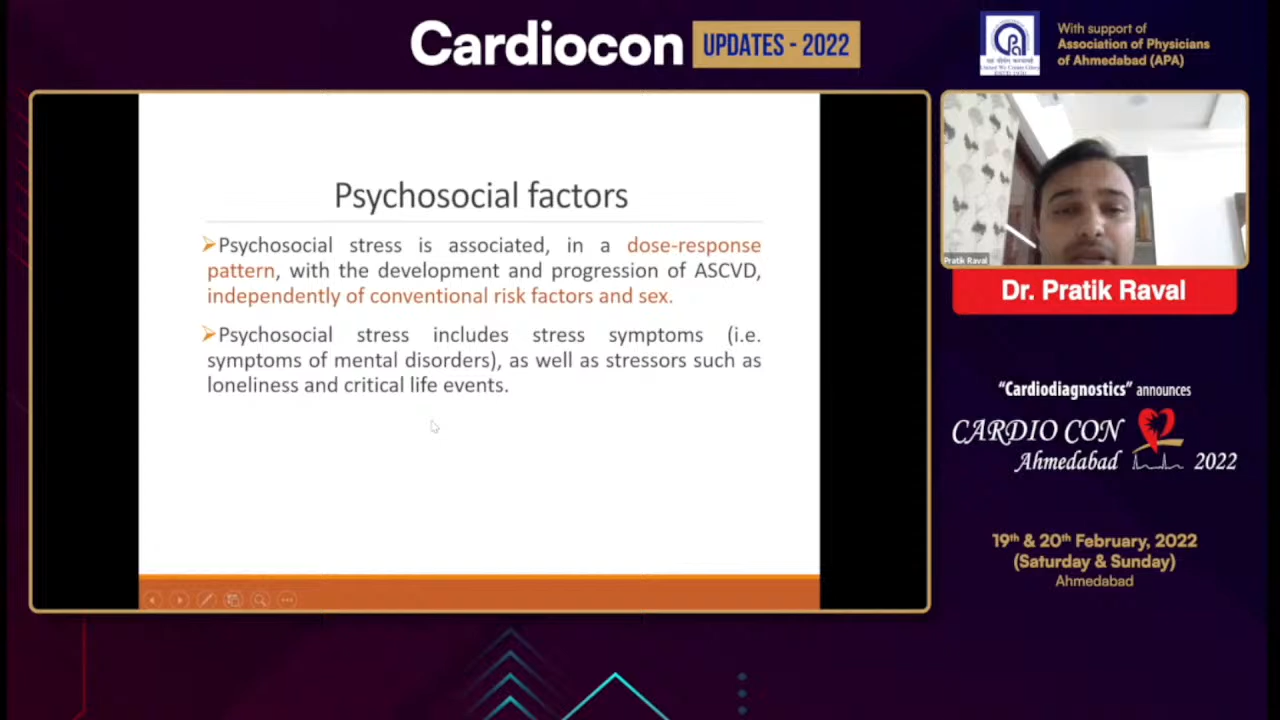 Cardiocon UPDATES - 2022
With support of
Association of Physicians
of Ahmedabad (APA)
Psychosocial factors
➢Psychosocial stress is associated, in a dose-response
pattern, with the development and progression of ASCVD,
independently of conventional risk factors and sex.
➢Psychosocial stress includes stress symptoms (i.e.
symptoms of mental disorders), as well as stressors such as
loneliness and critical life events.
Pratik Raval
Dr. Pratik Raval
“Cardiodiagnostics” announces
CARDIO CON
Ahmedabad 2022
19th & 20th February, 2022
(Saturday & Sunday)
Ahmedabad